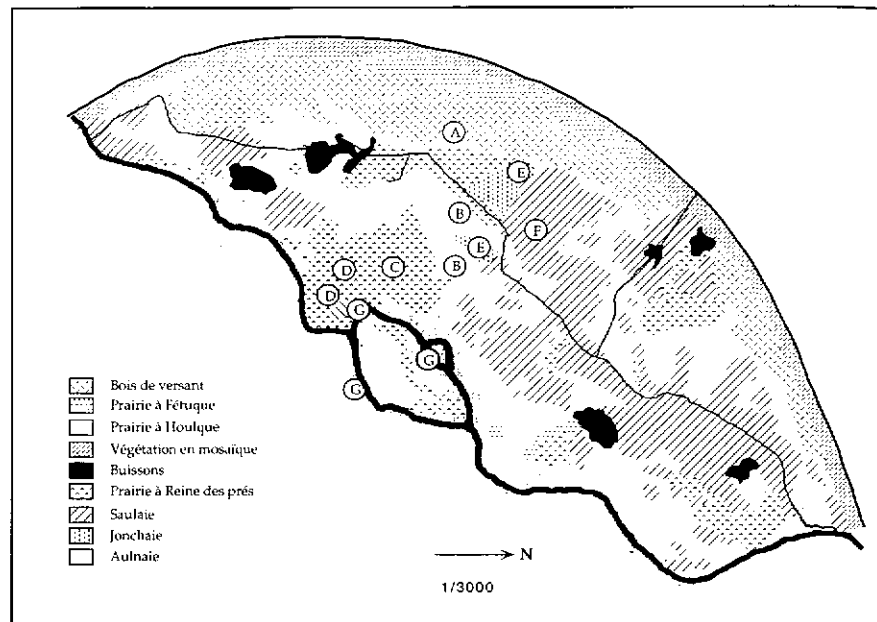 A
E
B
F
E
D
C
B
D
G
G
G
Bois de versant
Prairie à Fétuque
Prairie à Houlque
Végétation en mosaïque
Buissons
Prairie à Reine des prés
Saulaie
Jonchaie
Aulnaie
N
1/3000